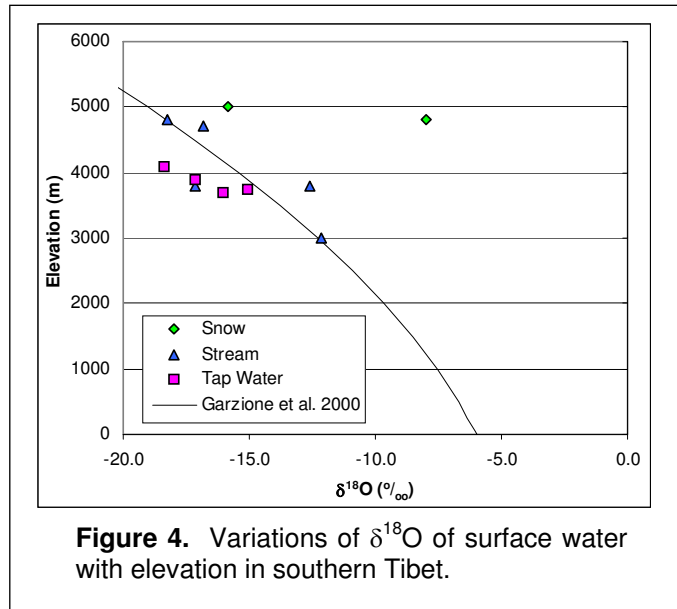 6000
5000
4000
3000
2000
1000
0
Elevation (m)
Snow
Stream
Tap Water
Garzione et al. 2000
-20.0 -15.0 -10.0 -5.0 0.0
δ¹⁸O (º/ₒₒ)
Figure 4. Variations of δ¹⁸O of surface water
with elevation in southern Tibet.